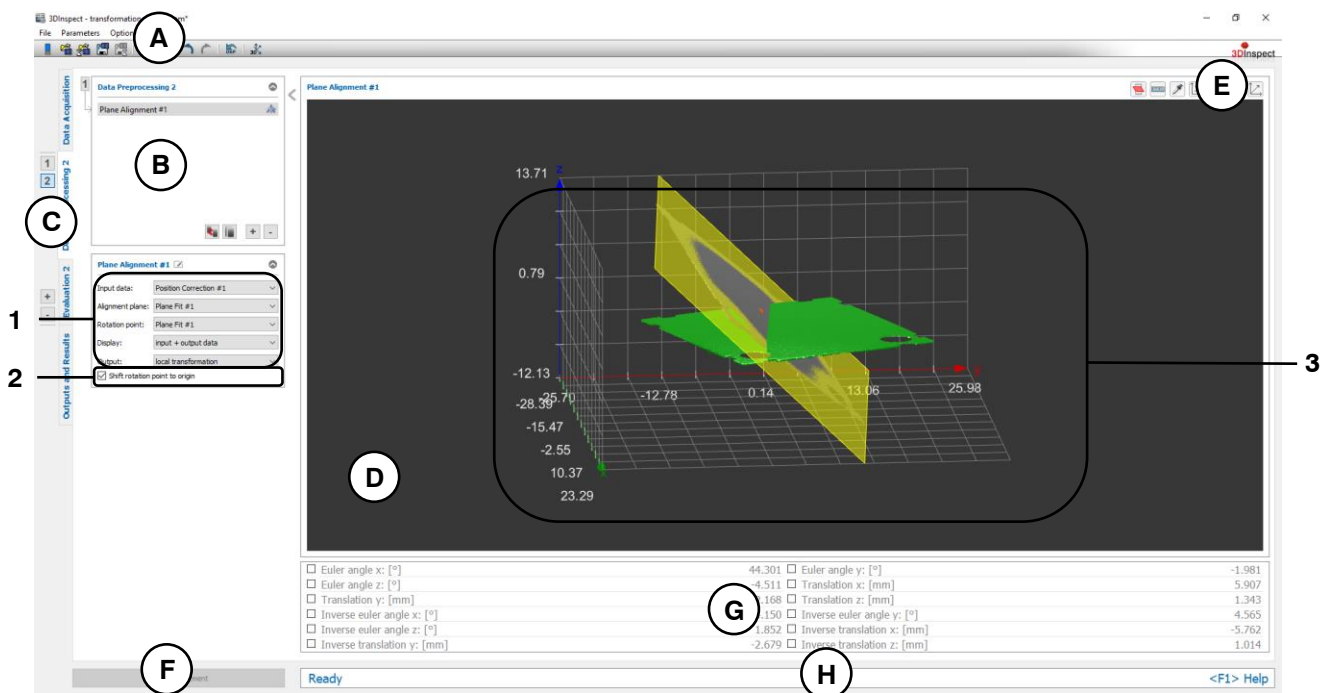 3DInspect - transformation
File Parameters
A
3DInspect
E
1
Data Preprocessing 2
Plane Alignment #1
Plane Alignment #1
Data Acquisition
B
1
2
C
Evaluation 2
+ -
+
-
Outputs and Results
Plane Alignment #1
Input data: Position Correction #1
Alignment plane: Plane Fit #1
Rotation point: Plane Fit #1
Display: input + output data
Output: local transformation
Shift rotation point to origin
1
2
3
13.71 z
0.79
-12.13
-25.70 -12.78 0.14 13.06 25.98
-28.39
-15.47
-2.55
10.37
23.29
D
Euler angle x: [°] 44.301 Euler angle y: [°] -1.981
Euler angle z: [°] -4.511 Translation x: [mm] 5.907
Translation y: [mm] .168 Translation z: [mm] 1.343
Inverse euler angle x: [°] .150 Inverse euler angle y: [°] 4.565
Inverse euler angle z: [°] 1.852 Inverse translation x: [mm] -5.762
Inverse translation y: [mm] -2.679 Inverse translation z: [mm] 1.014
G
F
Ready
H
<F1> Help